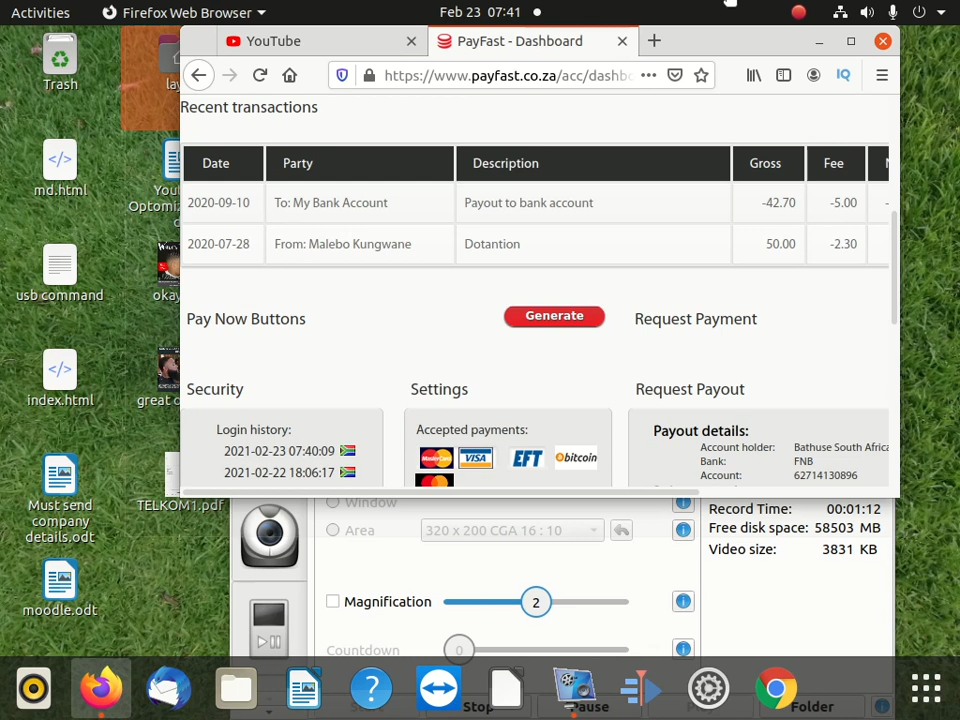 Activities
Firefox Web Browser
Feb 23 07:41
YouTube
PayFast - Dashboard
https://www.payfast.co.za/acc/dashb
IQ
Trash
lay
md.html
Yout
Optomiz
usb command
okay
index.html
great
Must send
company
details.odt
TELKOM1.pdf
moodle.odt
Recent transactions
Date Party Description Gross Fee
2020-09-10 To: My Bank Account Payout to bank account -42.70 -5.00 -
2020-07-28 From: Malebo Kungwane Dotantion 50.00 -2.30
Pay Now Buttons
Generate
Request Payment
Security
Settings
Request Payout
Login history:
2021-02-23 07:40:09
2021-02-22 18:06:17
Accepted payments:
MasterCard VISA EFT bitcoin
Payout details:
Account holder: Bathuse South Africa
Bank: FNB
Account: 62714130896
Window
Area
320 x 200 CGA 16 : 10
Record Time: 00:01:12
Free disk space: 58503 MB
Video size: 3831 KB
Magnification
2
Countdown
0
Stop
Pause
Folder